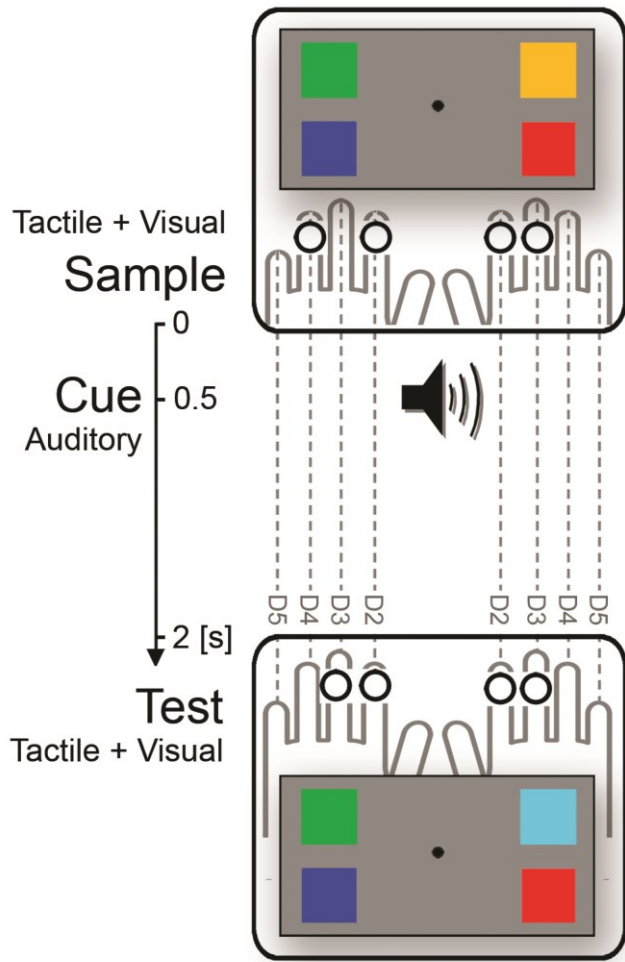 Tactile + Visual
Sample
0
Cue
0.5
Auditory
D5 D4 D3 D2 D2 D3 D4 D5
2 [s]
Test
Tactile + Visual